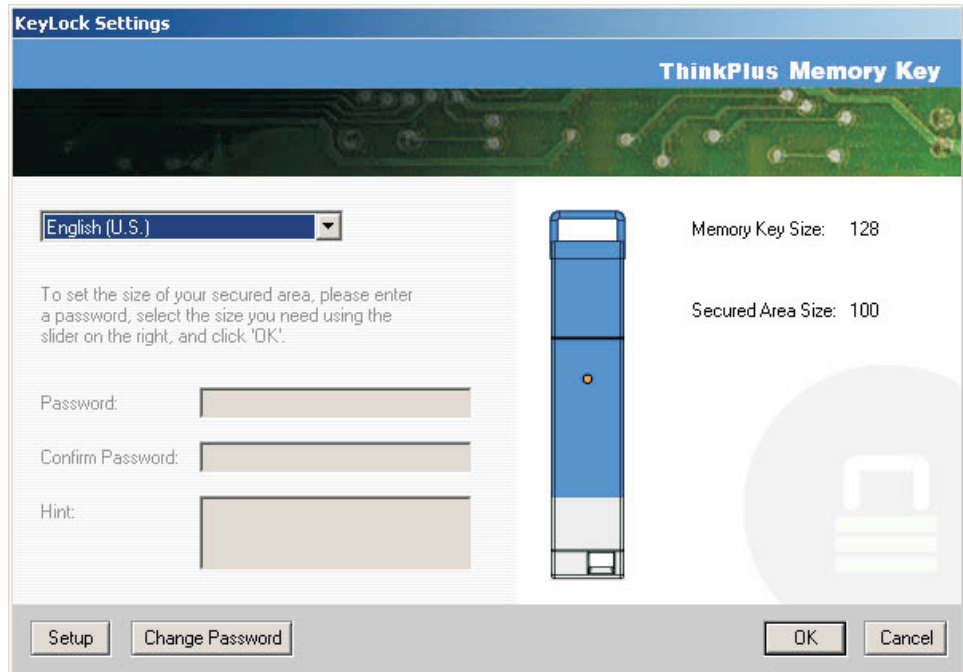 KeyLock Settings
ThinkPlus Memory Key
English (U.S.)
To set the size of your secured area, please enter
a password, select the size you need using the
slider on the right, and click 'OK'.
Password:
Confirm Password:
Hint:
Memory Key Size: 128
Secured Area Size: 100
Setup
Change Password
OK
Cancel